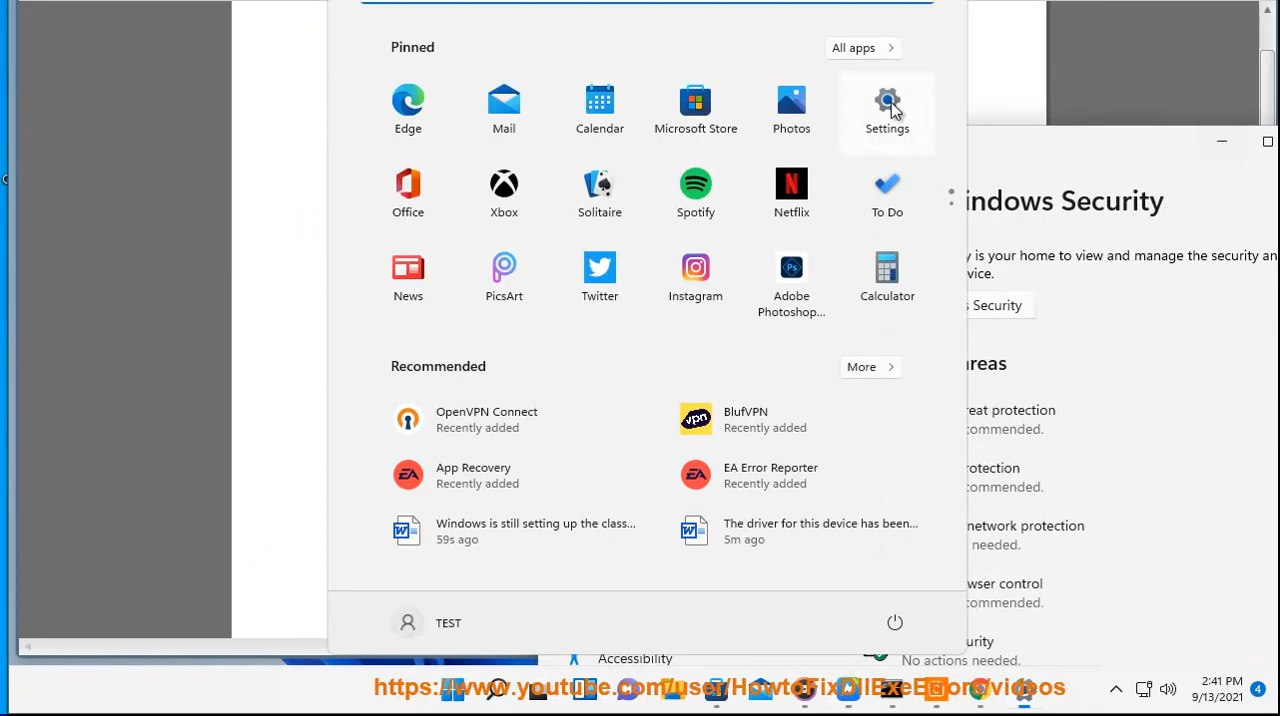 Pinned
All apps
Edge
Mail
Calendar
Microsoft Store
Photos
Settings
Office
Xbox
Solitaire
Spotify
Netflix
To Do
News
PicsArt
Twitter
Instagram
Adobe
Photoshop...
Calculator
Recommended
More
OpenVPN Connect
Recently added
BlufVPN
Recently added
App Recovery
Recently added
EA Error Reporter
Recently added
Windows is still setting up the class...
59s ago
The driver for this device has been...
5m ago
TEST
indows Security
y is your home to view and manage the security an
vice.
s Security
reas
reat protection
commended.
rotection
commended.
network protection
needed.
wser control
commended.
urity
No actions needed.
Accessibility
https://www.youtube.com/user/HowtoFixDllExeErrors/videos
2:41 PM
9/13/2021
4